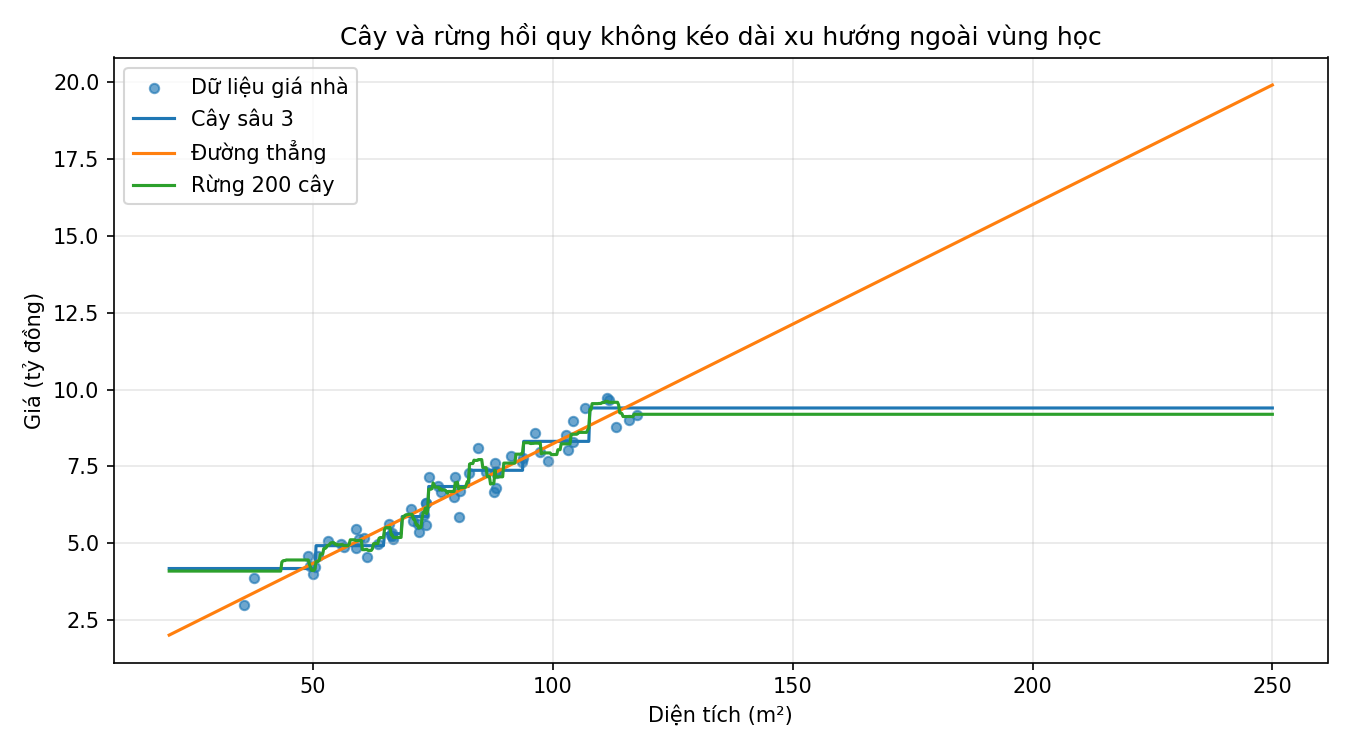 Cây và rừng hồi quy không kéo dài xu hướng ngoài vùng học
Dữ liệu giá nhà
Cây sâu 3
Đường thẳng
Rừng 200 cây
Giá (tỷ đồng)
20.0
17.5
15.0
12.5
10.0
7.5
5.0
2.5
50
100
150
200
250
Diện tích (m²)